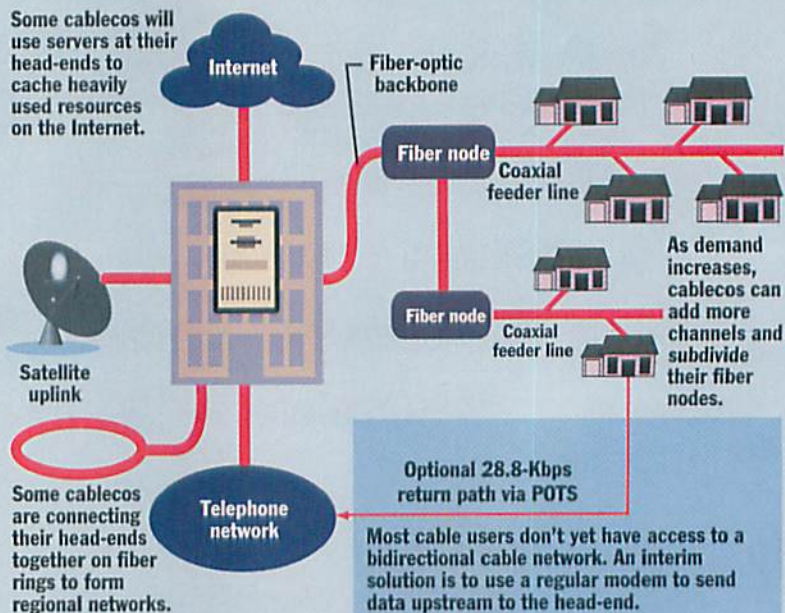 Some cablecos will
use servers at their
head-ends to
cache heavily
used resources
on the Internet.
Internet
Fiber-optic
backbone
Fiber node
Coaxial
feeder line
As demand
increases,
cablecos can
add more
channels and
subdivide
their fiber
nodes.
Fiber node
Coaxial
feeder line
Satellite
uplink
Some cablecos
are connecting
their head-ends
together on fiber
rings to form
regional networks.
Telephone
network
Optional 28.8-Kbps
return path via POTS
Most cable users don't yet have access to a
bidirectional cable network. An interim
solution is to use a regular modem to send
data upstream to the head-end.